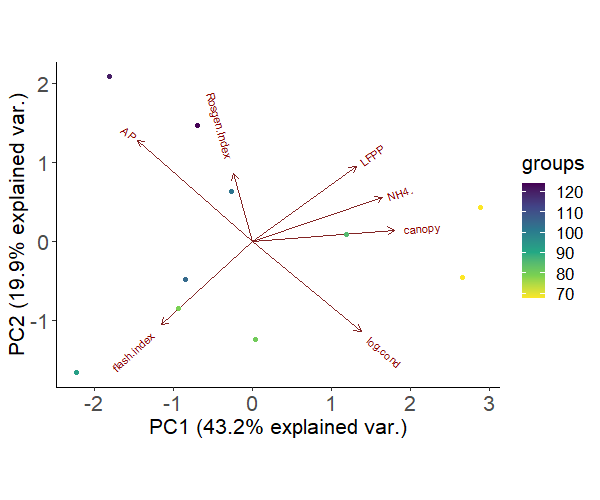 2
1
0
-1
PC2 (19.9% explained var.)
-2
-1
0
1
2
3
PC1 (43.2% explained var.)
AIP
Rosgen.Index
LFPP
NH4.
canopy
flash.index
log.cond
groups
120
110
100
90
80
70